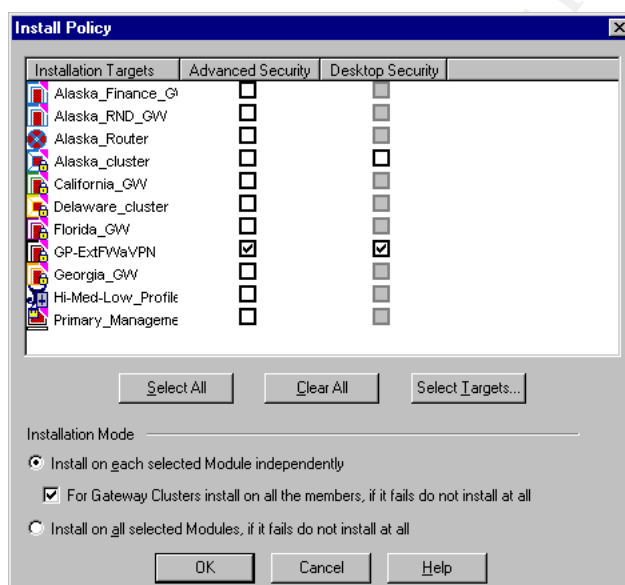 Install Policy
Installation Targets Advanced Security Desktop Security
Alaska_Finance_G
Alaska_RND_GW
Alaska_Router
Alaska_cluster
California_GW
Delaware_cluster
Florida_GW
GP-ExtFWaVPN
Georgia_GW
Hi-Med-Low_Profile
Primary_Manageme
Select All Clear All Select Targets...
Installation Mode
Install on each selected Module independently
For Gateway Clusters install on all the members, if it fails do not install at all
Install on all selected Modules, if it fails do not install at all
OK Cancel Help